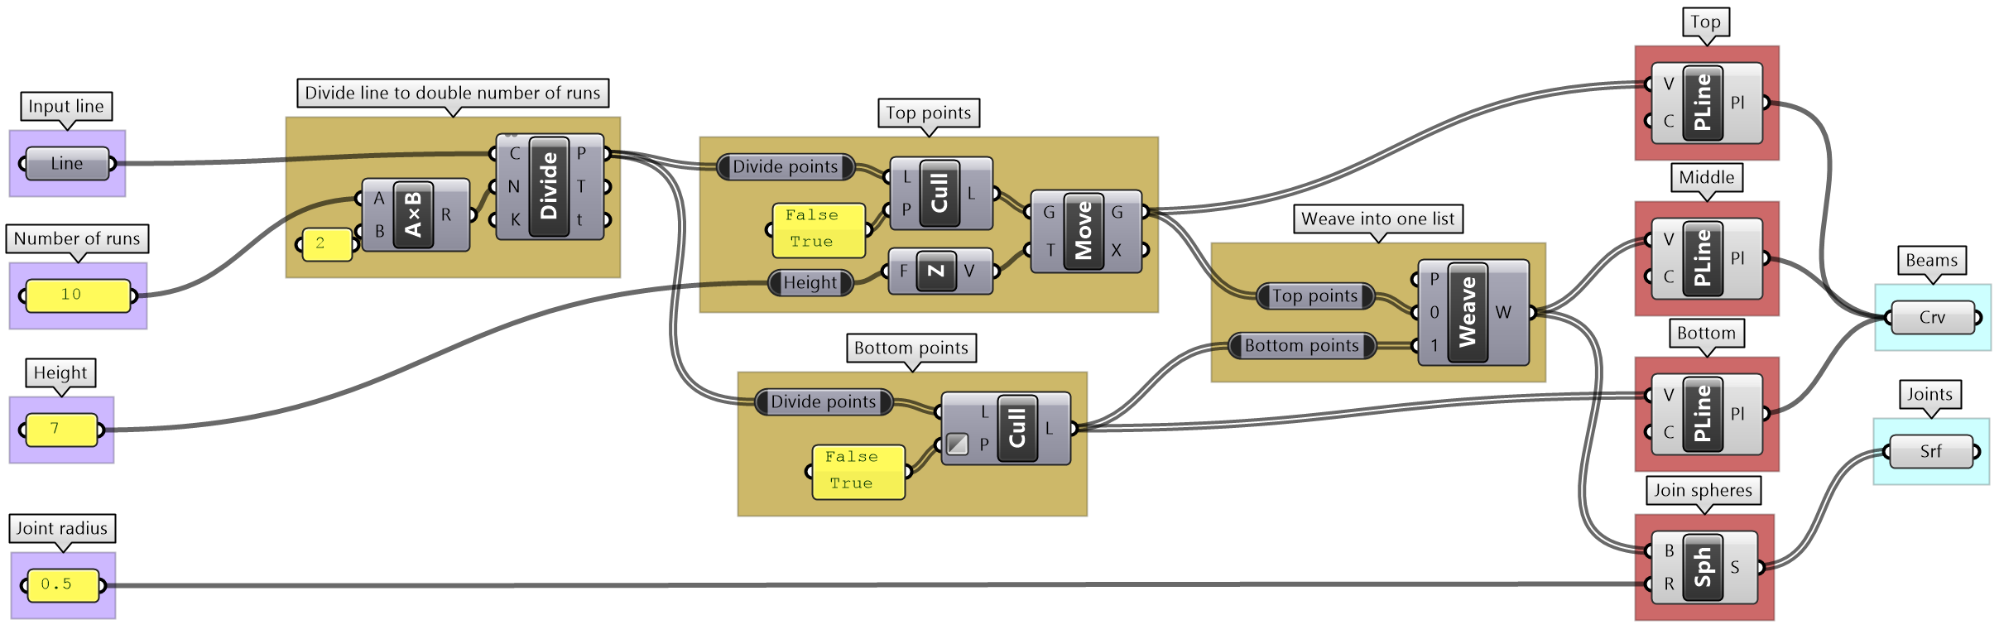 Input line
Line
Number of runs
10
Height
7
Joint radius
0.5
Divide line to double number of runs
2
A
B
A×B
R
C
N
K
Divide
P
T
t
Top points
Divide points
False
True
Height
L
P
Cull
L
F
Z
V
G
T
Move
G
X
Bottom points
Divide points
False
True
L
P
Cull
L
Weave into one list
Top points
Bottom points
P
0
1
Weave
W
Top
V
C
PLine
Pl
Middle
V
C
PLine
Pl
Bottom
V
C
PLine
Pl
Join spheres
B
R
Sph
S
Beams
Crv
Joints
Srf